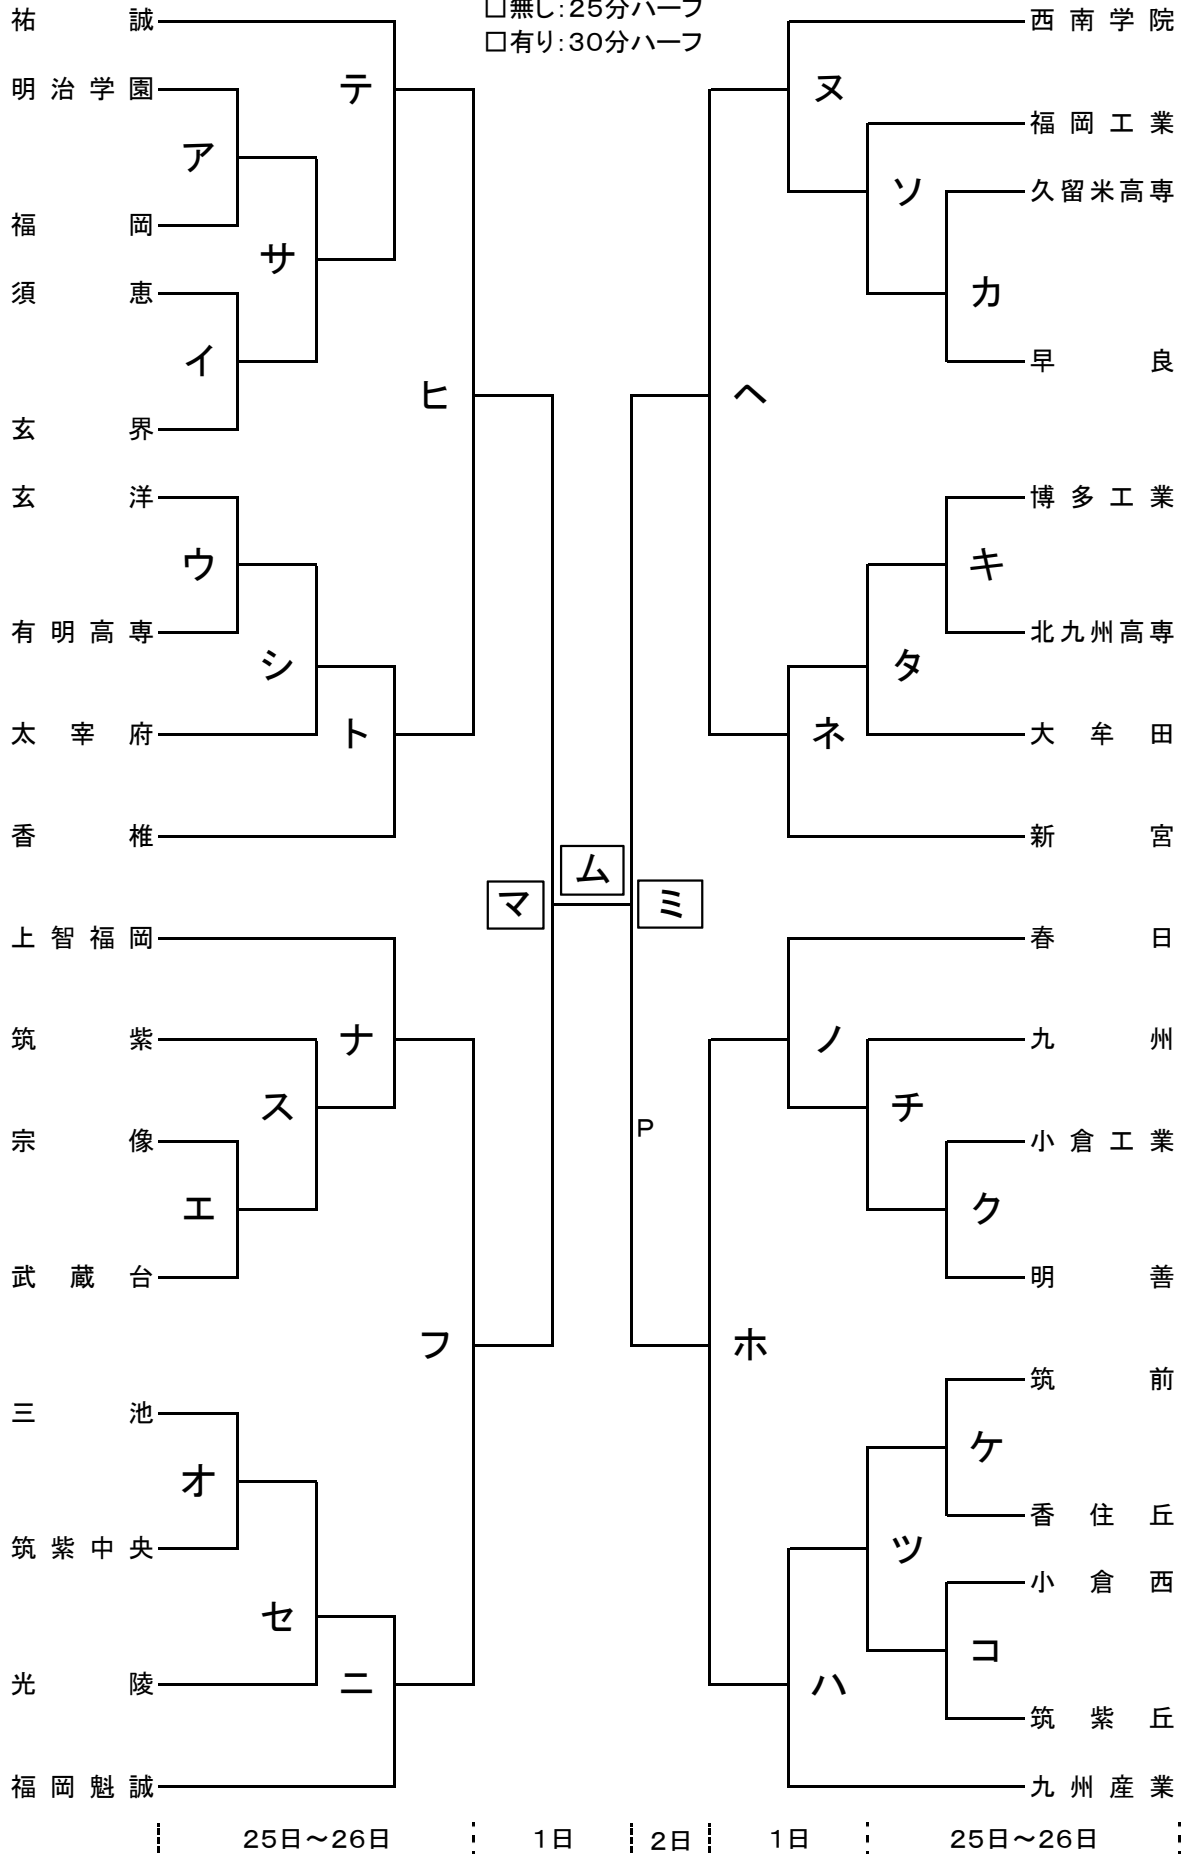 □無し：25分ハーフ
□有り：30分ハーフ
祐誠
明治学園
福岡
須恵
玄界
玄洋
有明高専
太宰府
香椎
上智福岡
筑紫
宗像
武蔵台
三池
筑紫中央
光陵
福岡魁誠
ア
イ
ウ
エ
オ
サ
シ
ス
セ
テ
ト
ナ
ニ
ヒ
フ
マ
ム
ミ
P
ヘ
ホ
ヌ
ネ
ノ
ハ
ソ
タ
チ
ツ
カ
キ
ク
ケ
コ
西南学院
福岡工業
久留米高専
早良
博多工業
北九州高専
大牟田
新宮
春日
九州
小倉工業
明善
筑前
香住丘
小倉西
筑紫丘
九州産業
25日～26日 1日 2日 1日 25日～26日